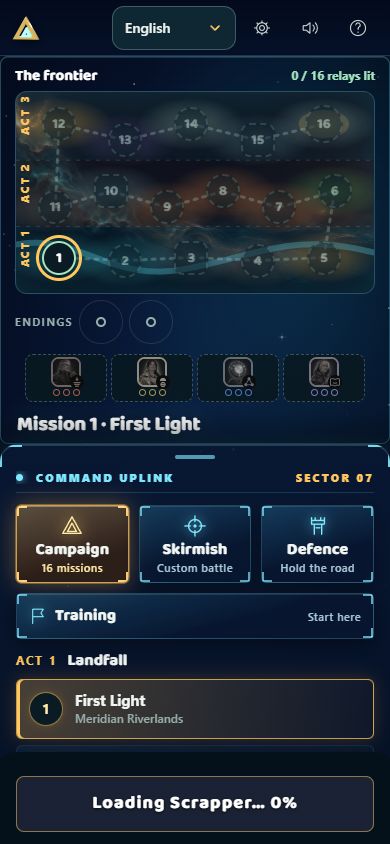 English
The frontier
0 / 16 relays lit
ACT 3
12
13
14
15
16
ACT 2
11
10
9
8
7
6
ACT 1
1
2
3
4
5
ENDINGS
Mission 1 · First Light
COMMAND UPLINK
SECTOR 07
Campaign
16 missions
Skirmish
Custom battle
Defence
Hold the road
Training
Start here
ACT 1 Landfall
1
First Light
Meridian Riverlands
Loading Scrapper… 0%